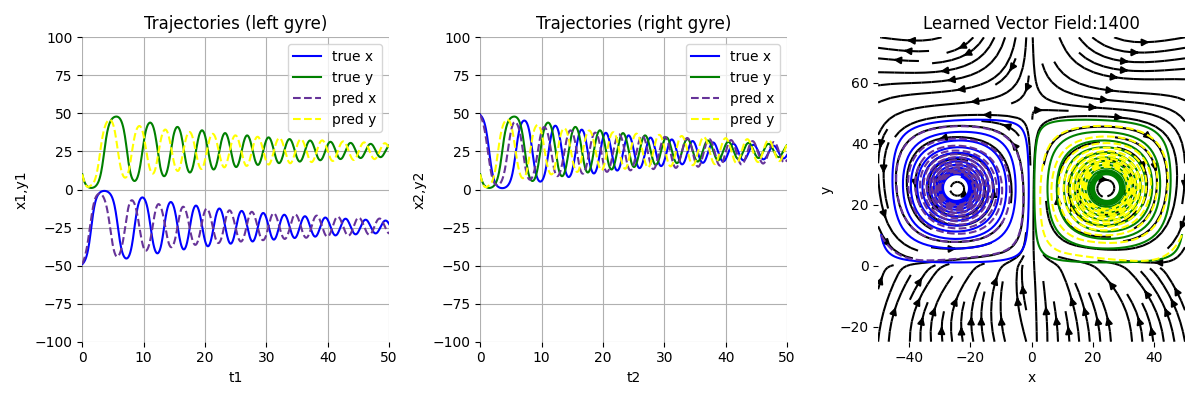 Trajectories (left gyre)
100
75
50
25
0
−25
−50
−75
−100
x1,y1
0
10
20
30
40
50
t1
true x
true y
pred x
pred y
Trajectories (right gyre)
100
75
50
25
0
−25
−50
−75
−100
x2,y2
0
10
20
30
40
50
t2
true x
true y
pred x
pred y
Learned Vector Field:1400
60
40
20
0
−20
y
−40
−20
0
20
40
x